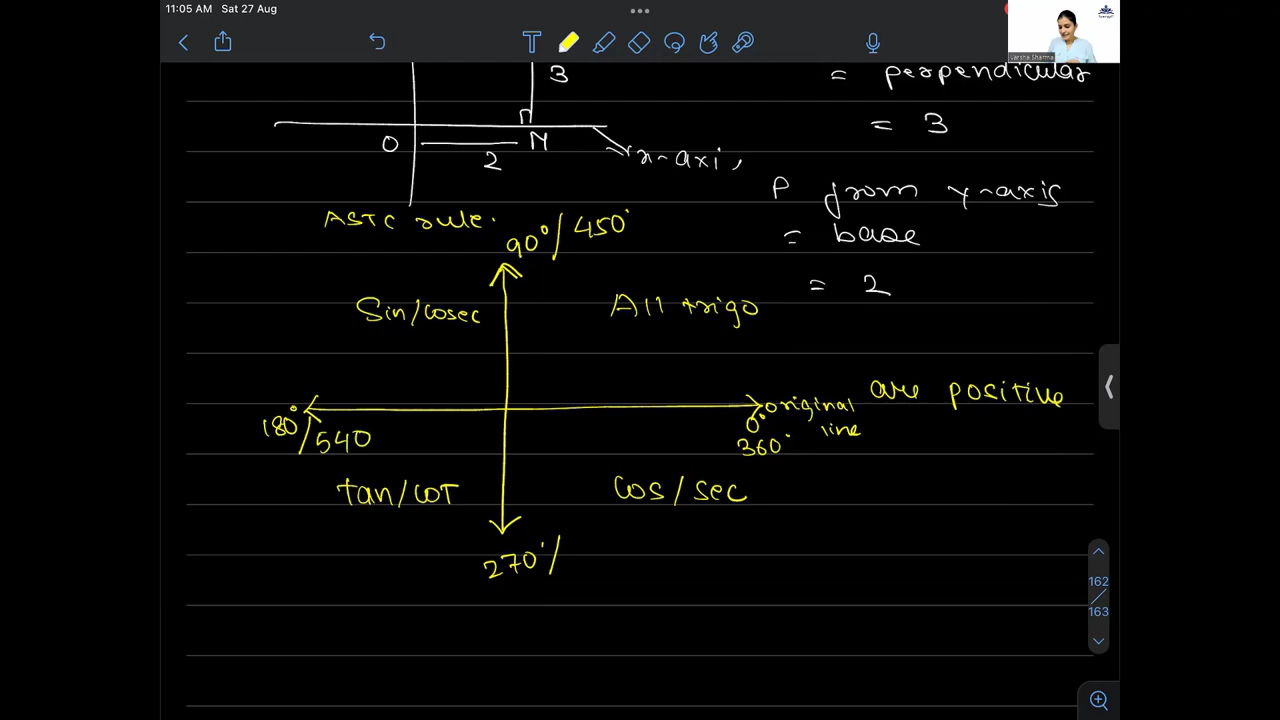 11:05 AM Sat 27 Aug
Varsha Sharma
3
= perpendicular
= 3
O
M
2
x-axis
P from y-axis
= base
= 2
ASTC rule.
90°/450°
Sin/cosec
All trigo
are positive
original
line
0°
360°
180°/540
tan/cot
cos/sec
270°/
162
163